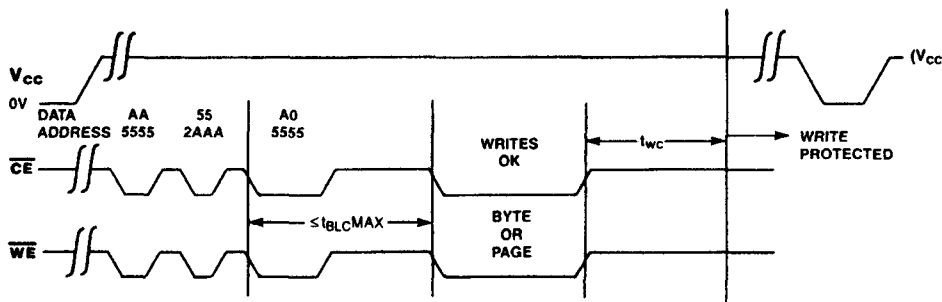 VCC
(VCC
0V
DATA AA 55 A0
ADDRESS 5555 2AAA 5555
WRITES
OK
tWC
WRITE
PROTECTED
CE
≤tBLCMAX
BYTE
OR
PAGE
WE